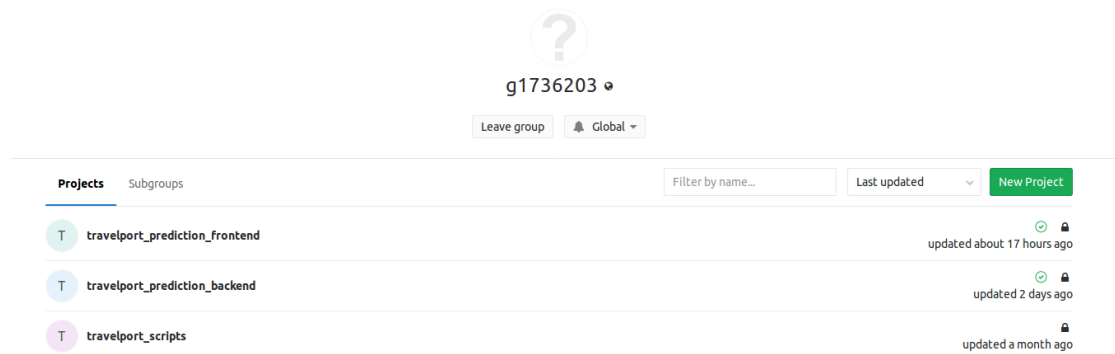 ?
g1736203
Leave group Global
Projects Subgroups Filter by name... Last updated New Project
T travelport_prediction_frontend
updated about 17 hours ago
T travelport_prediction_backend
updated 2 days ago
T travelport_scripts
updated a month ago